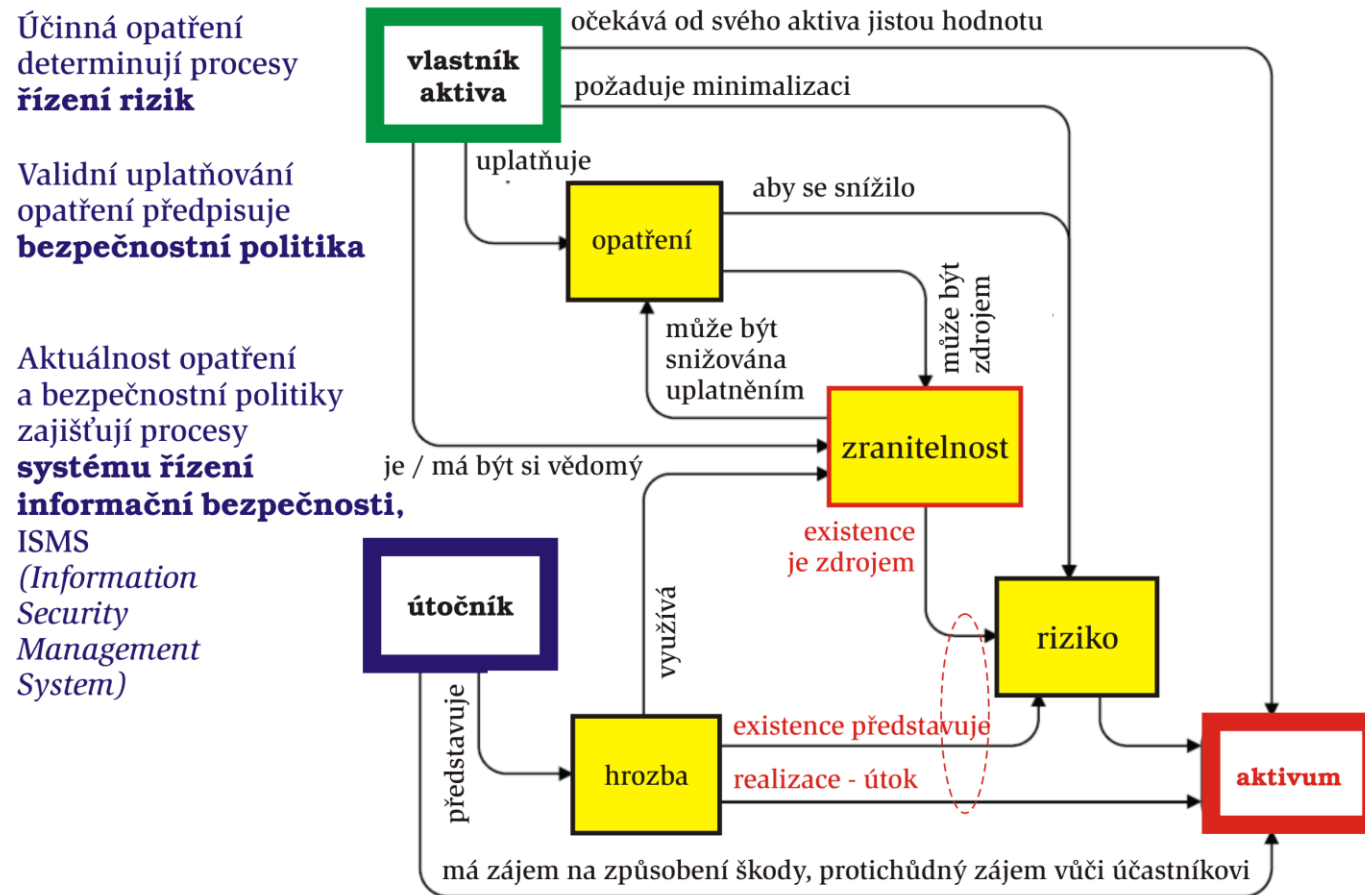 Účinná opatření
determinují procesy
řízení rizik
Validní uplatňování
opatření předpisuje
bezpečnostní politika
Aktuálnost opatření
a bezpečnostní politiky
zajišťují procesy
systému řízení
informační bezpečnosti,
ISMS
(Information
Security
Management
System)
vlastník
aktiva
očekává od svého aktiva jistou hodnotu
požaduje minimalizaci
uplatňuje
aby se snížilo
opatření
může být
zdrojem
může být
snižována
uplatněním
zranitelnost
je / má být si vědomý
existence
je zdrojem
útočník
využívá
riziko
představuje
existence představuje
hrozba
realizace - útok
aktivum
má zájem na způsobení škody, protichůdný zájem vůči účastníkovi